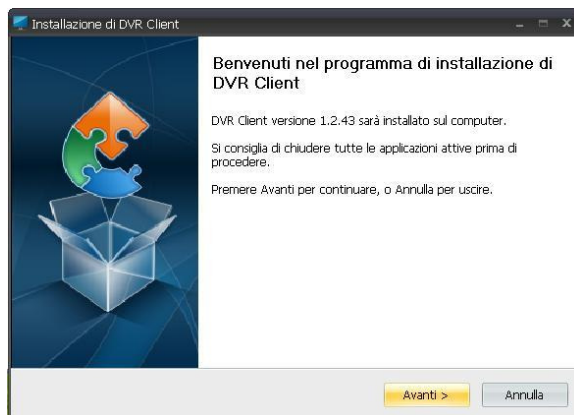 Installazione di DVR Client
Benvenuti nel programma di installazione di
DVR Client
DVR Client versione 1.2.43 sarà installato sul computer.
Si consiglia di chiudere tutte le applicazioni attive prima di
procedere.
Premere Avanti per continuare, o Annulla per uscire.
Avanti >
Annulla